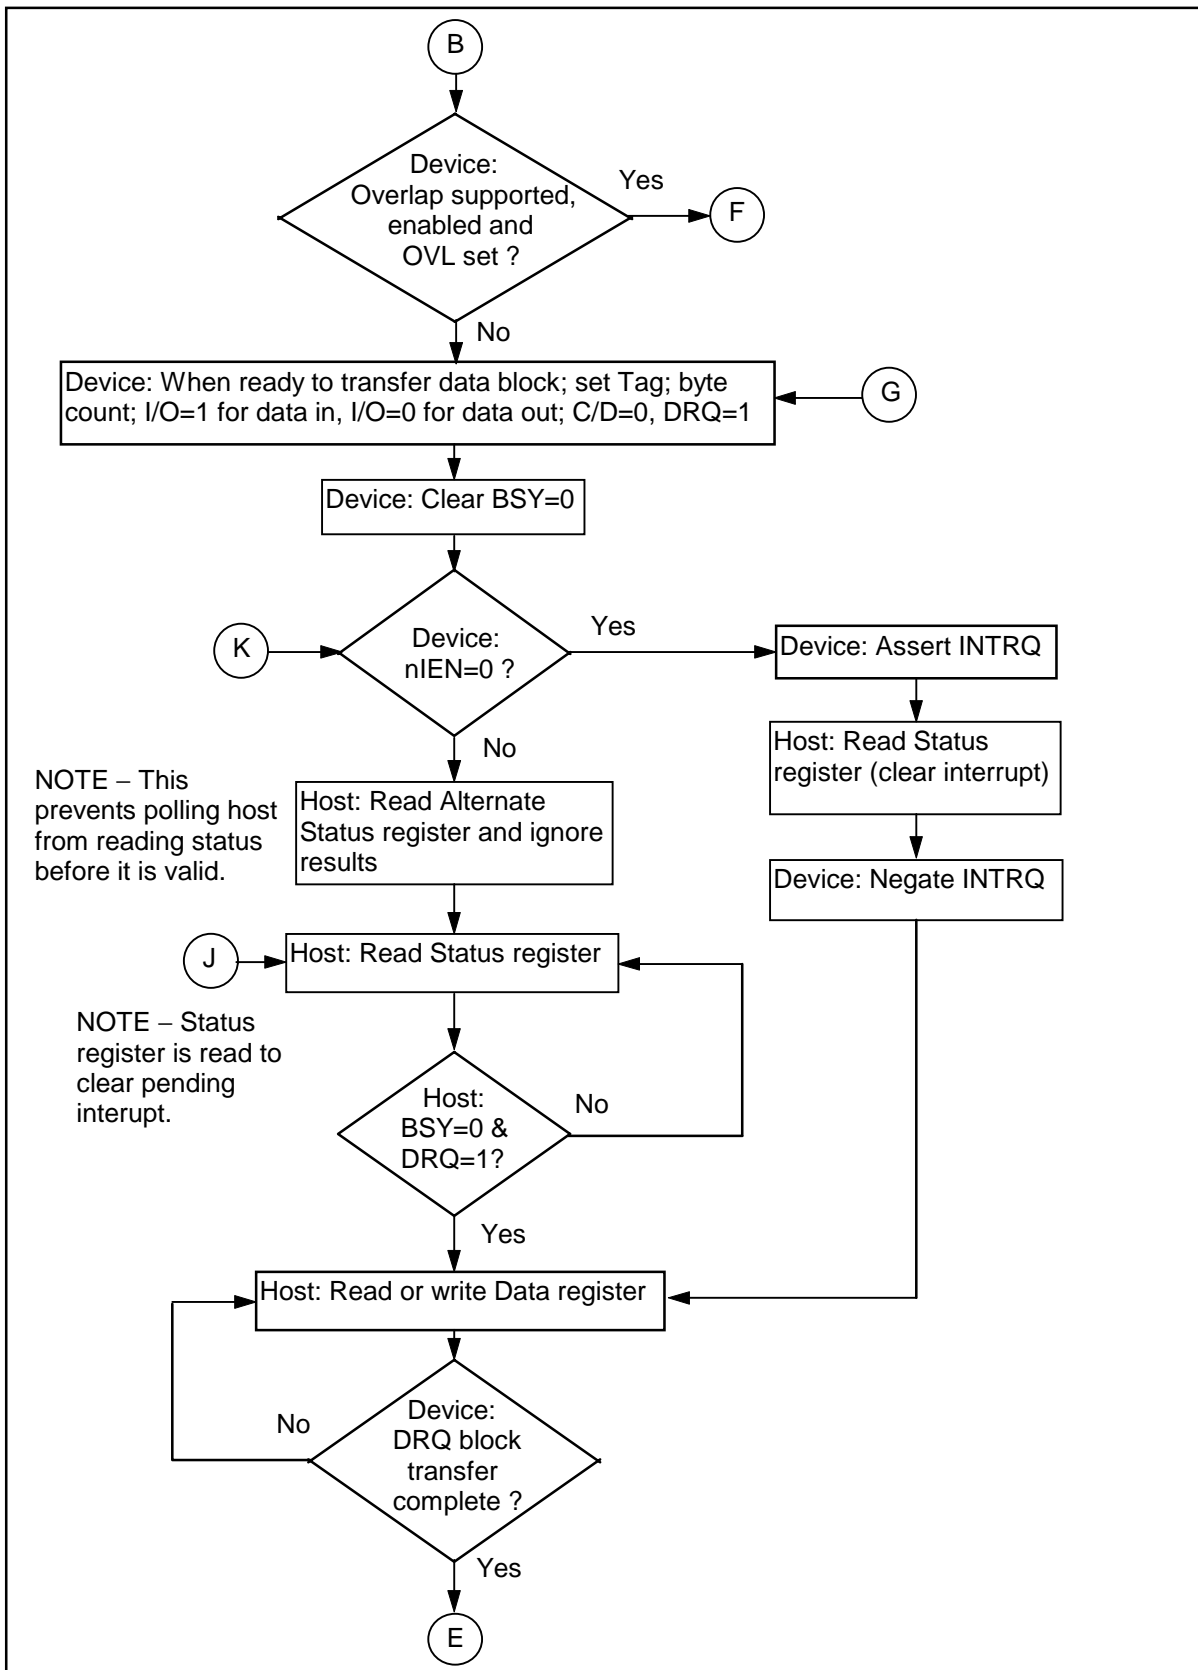 B
Device:
Overlap supported,
enabled and
OVL set ?
Yes
F
No
Device: When ready to transfer data block; set Tag; byte
count; I/O=1 for data in, I/O=0 for data out; C/D=0, DRQ=1
G
Device: Clear BSY=0
K
Device:
nIEN=0 ?
Yes
Device: Assert INTRQ
No
Host: Read Status
register (clear interrupt)
NOTE – This
prevents polling host
from reading status
before it is valid.
Host: Read Alternate
Status register and ignore
results
Device: Negate INTRQ
J
Host: Read Status register
NOTE – Status
register is read to
clear pending
interupt.
Host:
BSY=0 &
DRQ=1?
No
Yes
Host: Read or write Data register
No
Device:
DRQ block
transfer
complete ?
Yes
E